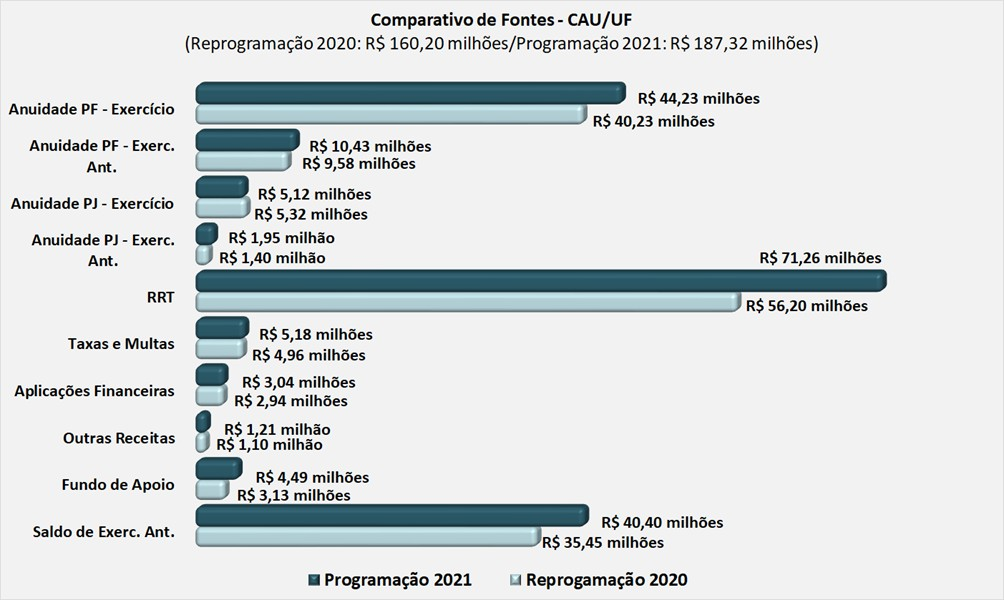 Comparativo de Fontes - CAU/UF
(Reprogramação 2020: R$ 160,20 milhões/Programação 2021: R$ 187,32 milhões)
Anuidade PF - Exercício
R$ 44,23 milhões
R$ 40,23 milhões
Anuidade PF - Exerc.
Ant.
R$ 10,43 milhões
R$ 9,58 milhões
Anuidade PJ - Exercício
R$ 5,12 milhões
R$ 5,32 milhões
Anuidade PJ - Exerc.
Ant.
R$ 1,95 milhão
R$ 1,40 milhão
RRT
R$ 71,26 milhões
R$ 56,20 milhões
Taxas e Multas
R$ 5,18 milhões
R$ 4,96 milhões
Aplicações Financeiras
R$ 3,04 milhões
R$ 2,94 milhões
Outras Receitas
R$ 1,21 milhão
R$ 1,10 milhão
Fundo de Apoio
R$ 4,49 milhões
R$ 3,13 milhões
Saldo de Exerc. Ant.
R$ 40,40 milhões
R$ 35,45 milhões
Programação 2021
Reprogamação 2020